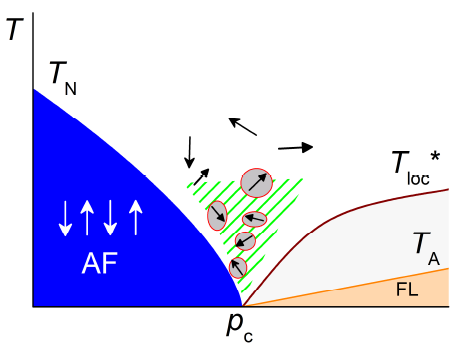 T
T_N
T_loc*
AF
T_A
FL
p_c